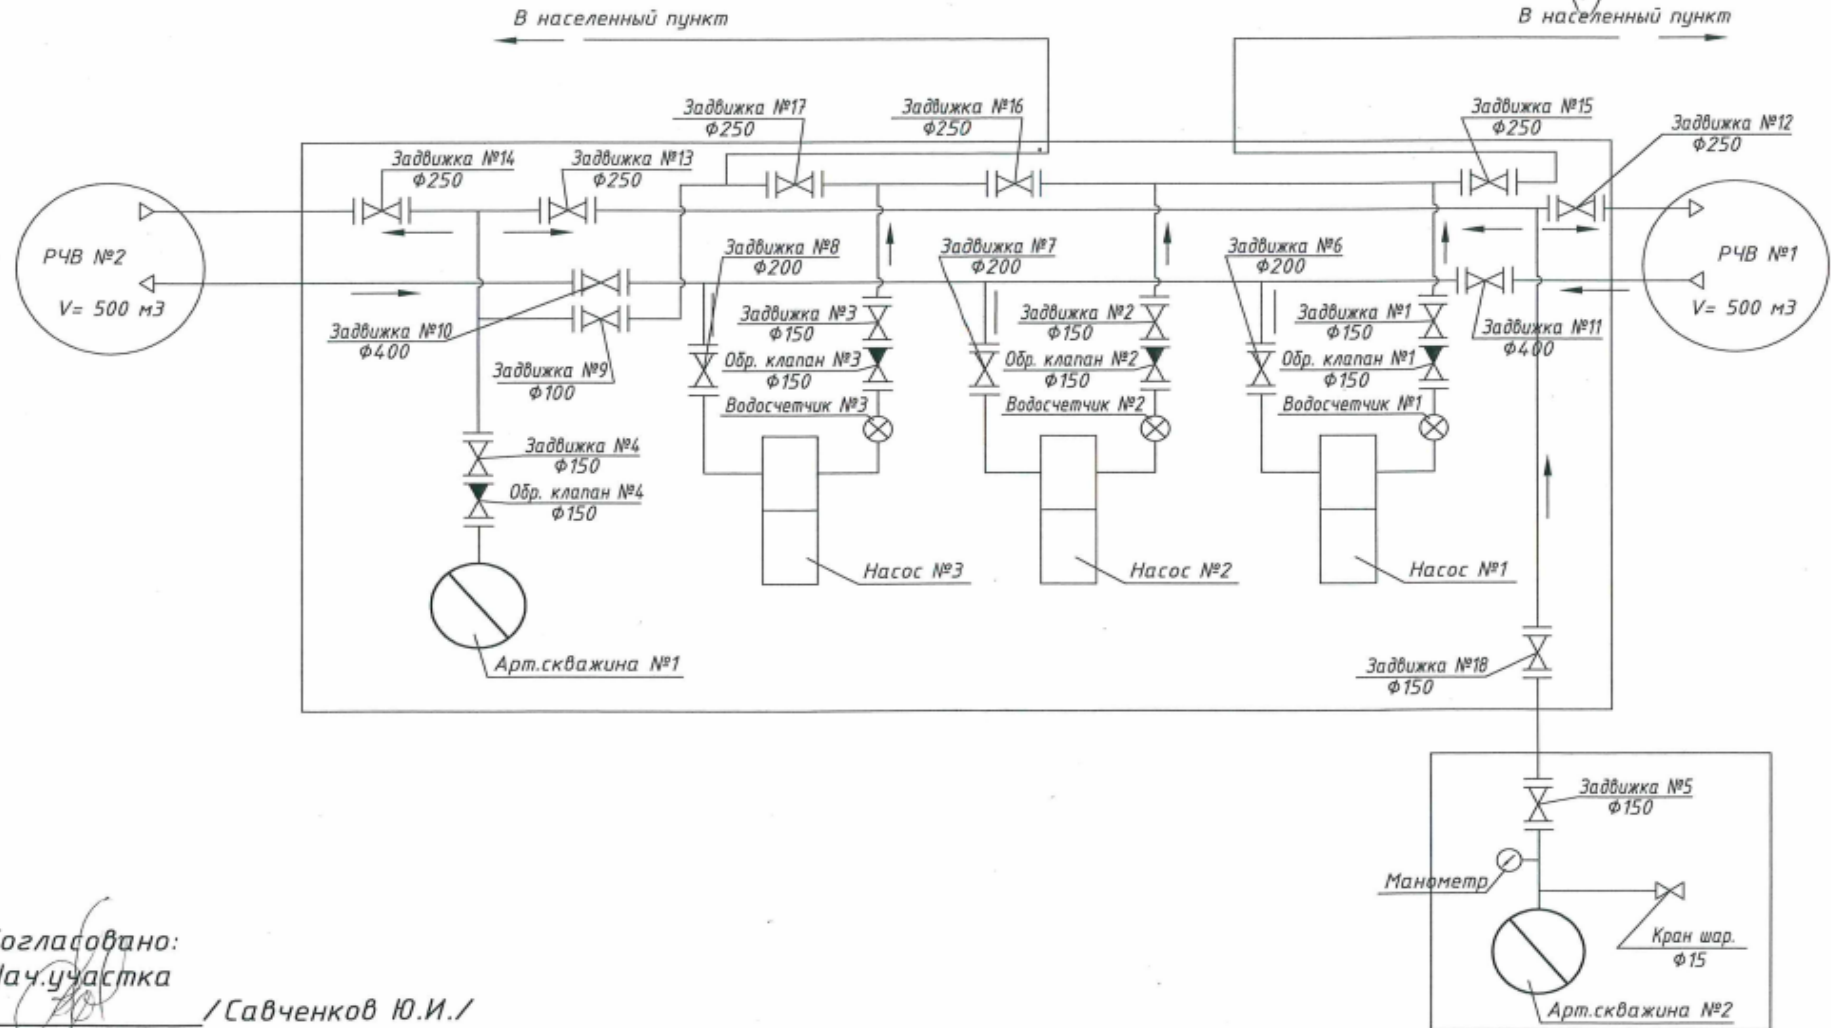 В населенный пункт
В населенный пункт
Задвижка №17
Ф250
Задвижка №16
Ф250
Задвижка №15
Ф250
Задвижка №12
Ф250
Задвижка №14
Ф250
Задвижка №13
Ф250
РЧВ №2
V= 500 м3
РЧВ №1
V= 500 м3
Задвижка №8
Ф200
Задвижка №7
Ф200
Задвижка №6
Ф200
Задвижка №10
Ф400
Задвижка №9
Ф100
Задвижка №3
Ф150
Задвижка №2
Ф150
Задвижка №1
Ф150
Задвижка №11
Ф400
Обр. клапан №3
Ф150
Обр. клапан №2
Ф150
Обр. клапан №1
Ф150
Водосчетчик №3
Водосчетчик №2
Водосчетчик №1
Задвижка №4
Ф150
Обр. клапан №4
Ф150
Насос №3
Насос №2
Насос №1
Арт.скважина №1
Задвижка №18
Ф150
Задвижка №5
Ф150
Манометр
Кран шар.
Ф15
Арт.скважина №2
огласовано:
ач.участка
/Савченков Ю.И./